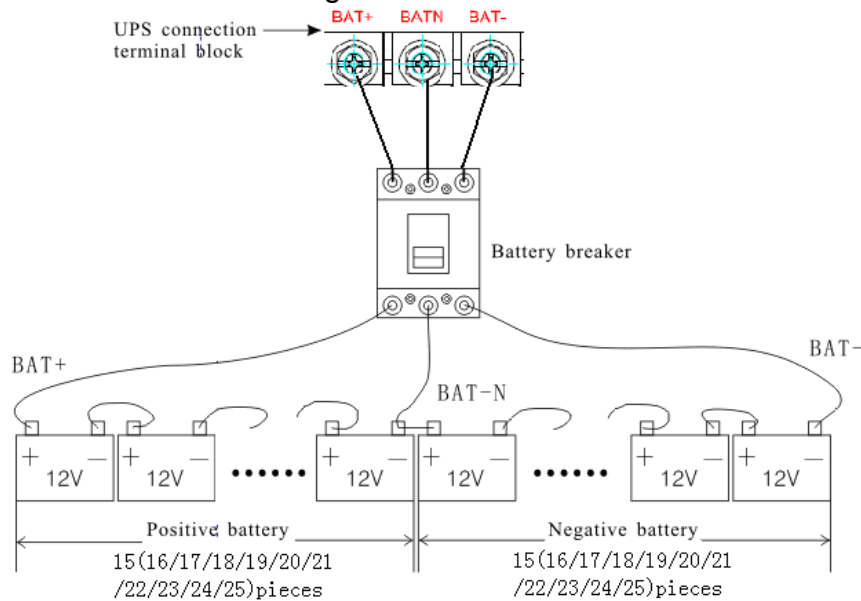 BAT+ BATN BAT-
UPS connection
terminal block
Battery breaker
BAT+
BAT-
BAT-N
+ − + − + − + − + − + −
12V 12V 12V 12V 12V 12V
Positive battery
Negative battery
15(16/17/18/19/20/21
/22/23/24/25)pieces
15(16/17/18/19/20/21
/22/23/24/25)pieces